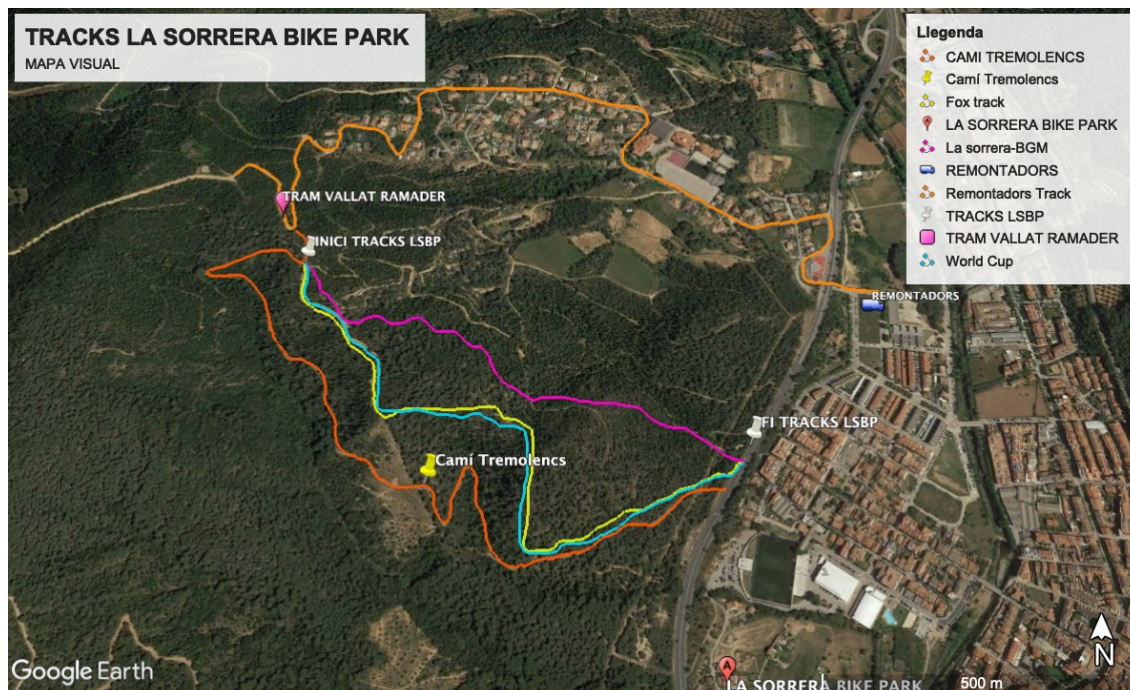 TRACKS LA SORRERA BIKE PARK
MAPA VISUAL
Llegenda
CAMI TREMOLENCS
Camí Tremolencs
Fox track
LA SORRERA BIKE PARK
La sorrera-BGM
REMONTADORS
Remontadors Track
TRACKS LSBP
TRAM VALLAT RAMADER
World Cup
TRAM VALLAT RAMADER
INICI TRACKS LSBP
REMONTADORS
FI TRACKS LSBP
Camí Tremolencs
A
LA SORRERA BIKE PARK
Google Earth
N
500 m